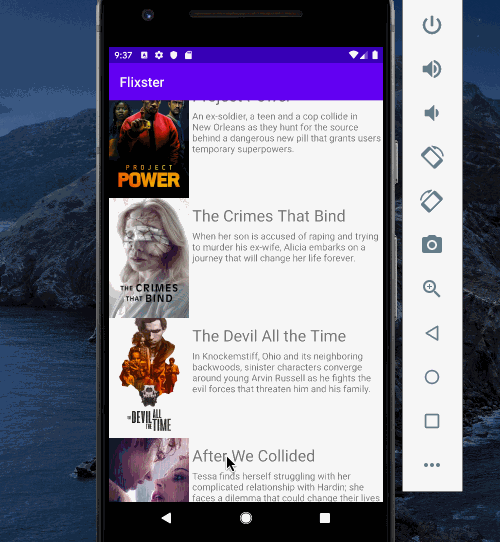 9:37
Flixster
Project Power
An ex-soldier, a teen and a cop collide in
New Orleans as they hunt for the source
behind a dangerous new pill that grants users
temporary superpowers.
PROJECT
POWER
The Crimes That Bind
When her son is accused of raping and trying
to murder his ex-wife, Alicia embarks on a
journey that will change her life forever.
THE CRIMES
THAT BIND
The Devil All the Time
In Knockemstiff, Ohio and its neighboring
backwoods, sinister characters converge
around young Arvin Russell as he fights the
evil forces that threaten him and his family.
THE DEVIL ALL
THE TIME
After We Collided
Tessa finds herself struggling with her
complicated relationship with Hardin; she
faces a dilemma that could change their lives